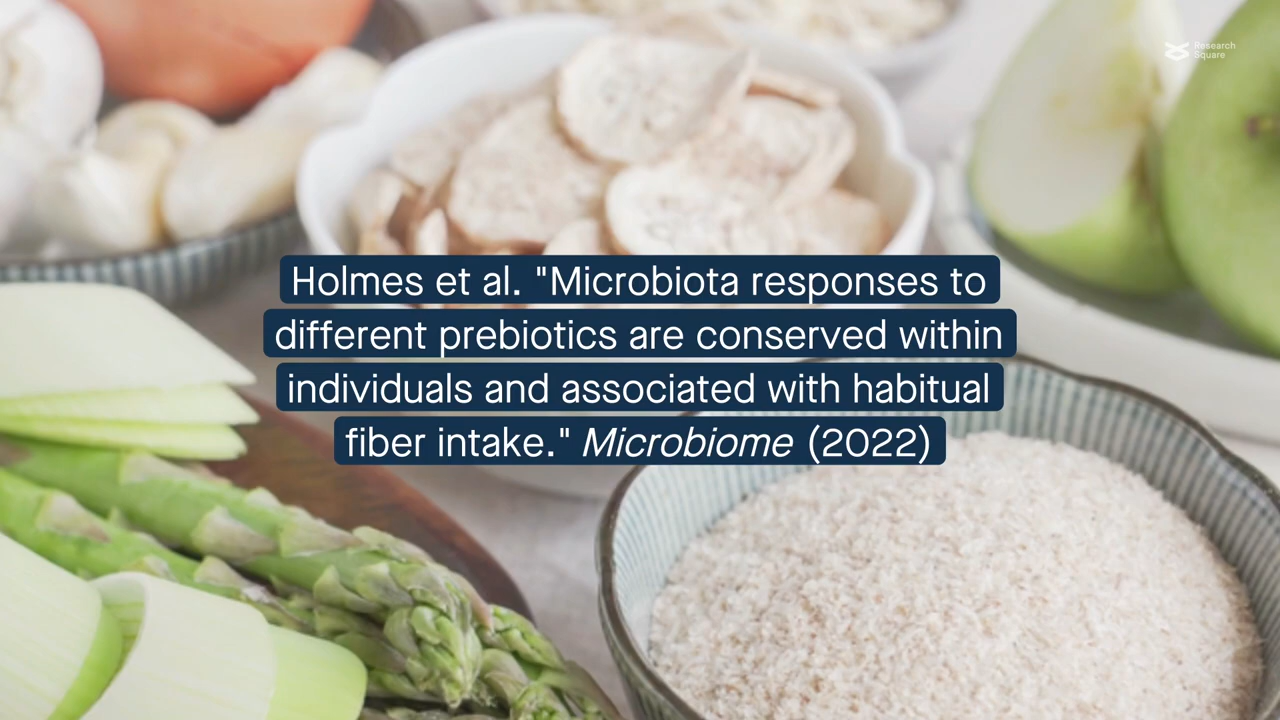 Research
Square
Holmes et al. "Microbiota responses to
different prebiotics are conserved within
individuals and associated with habitual
fiber intake." Microbiome (2022)